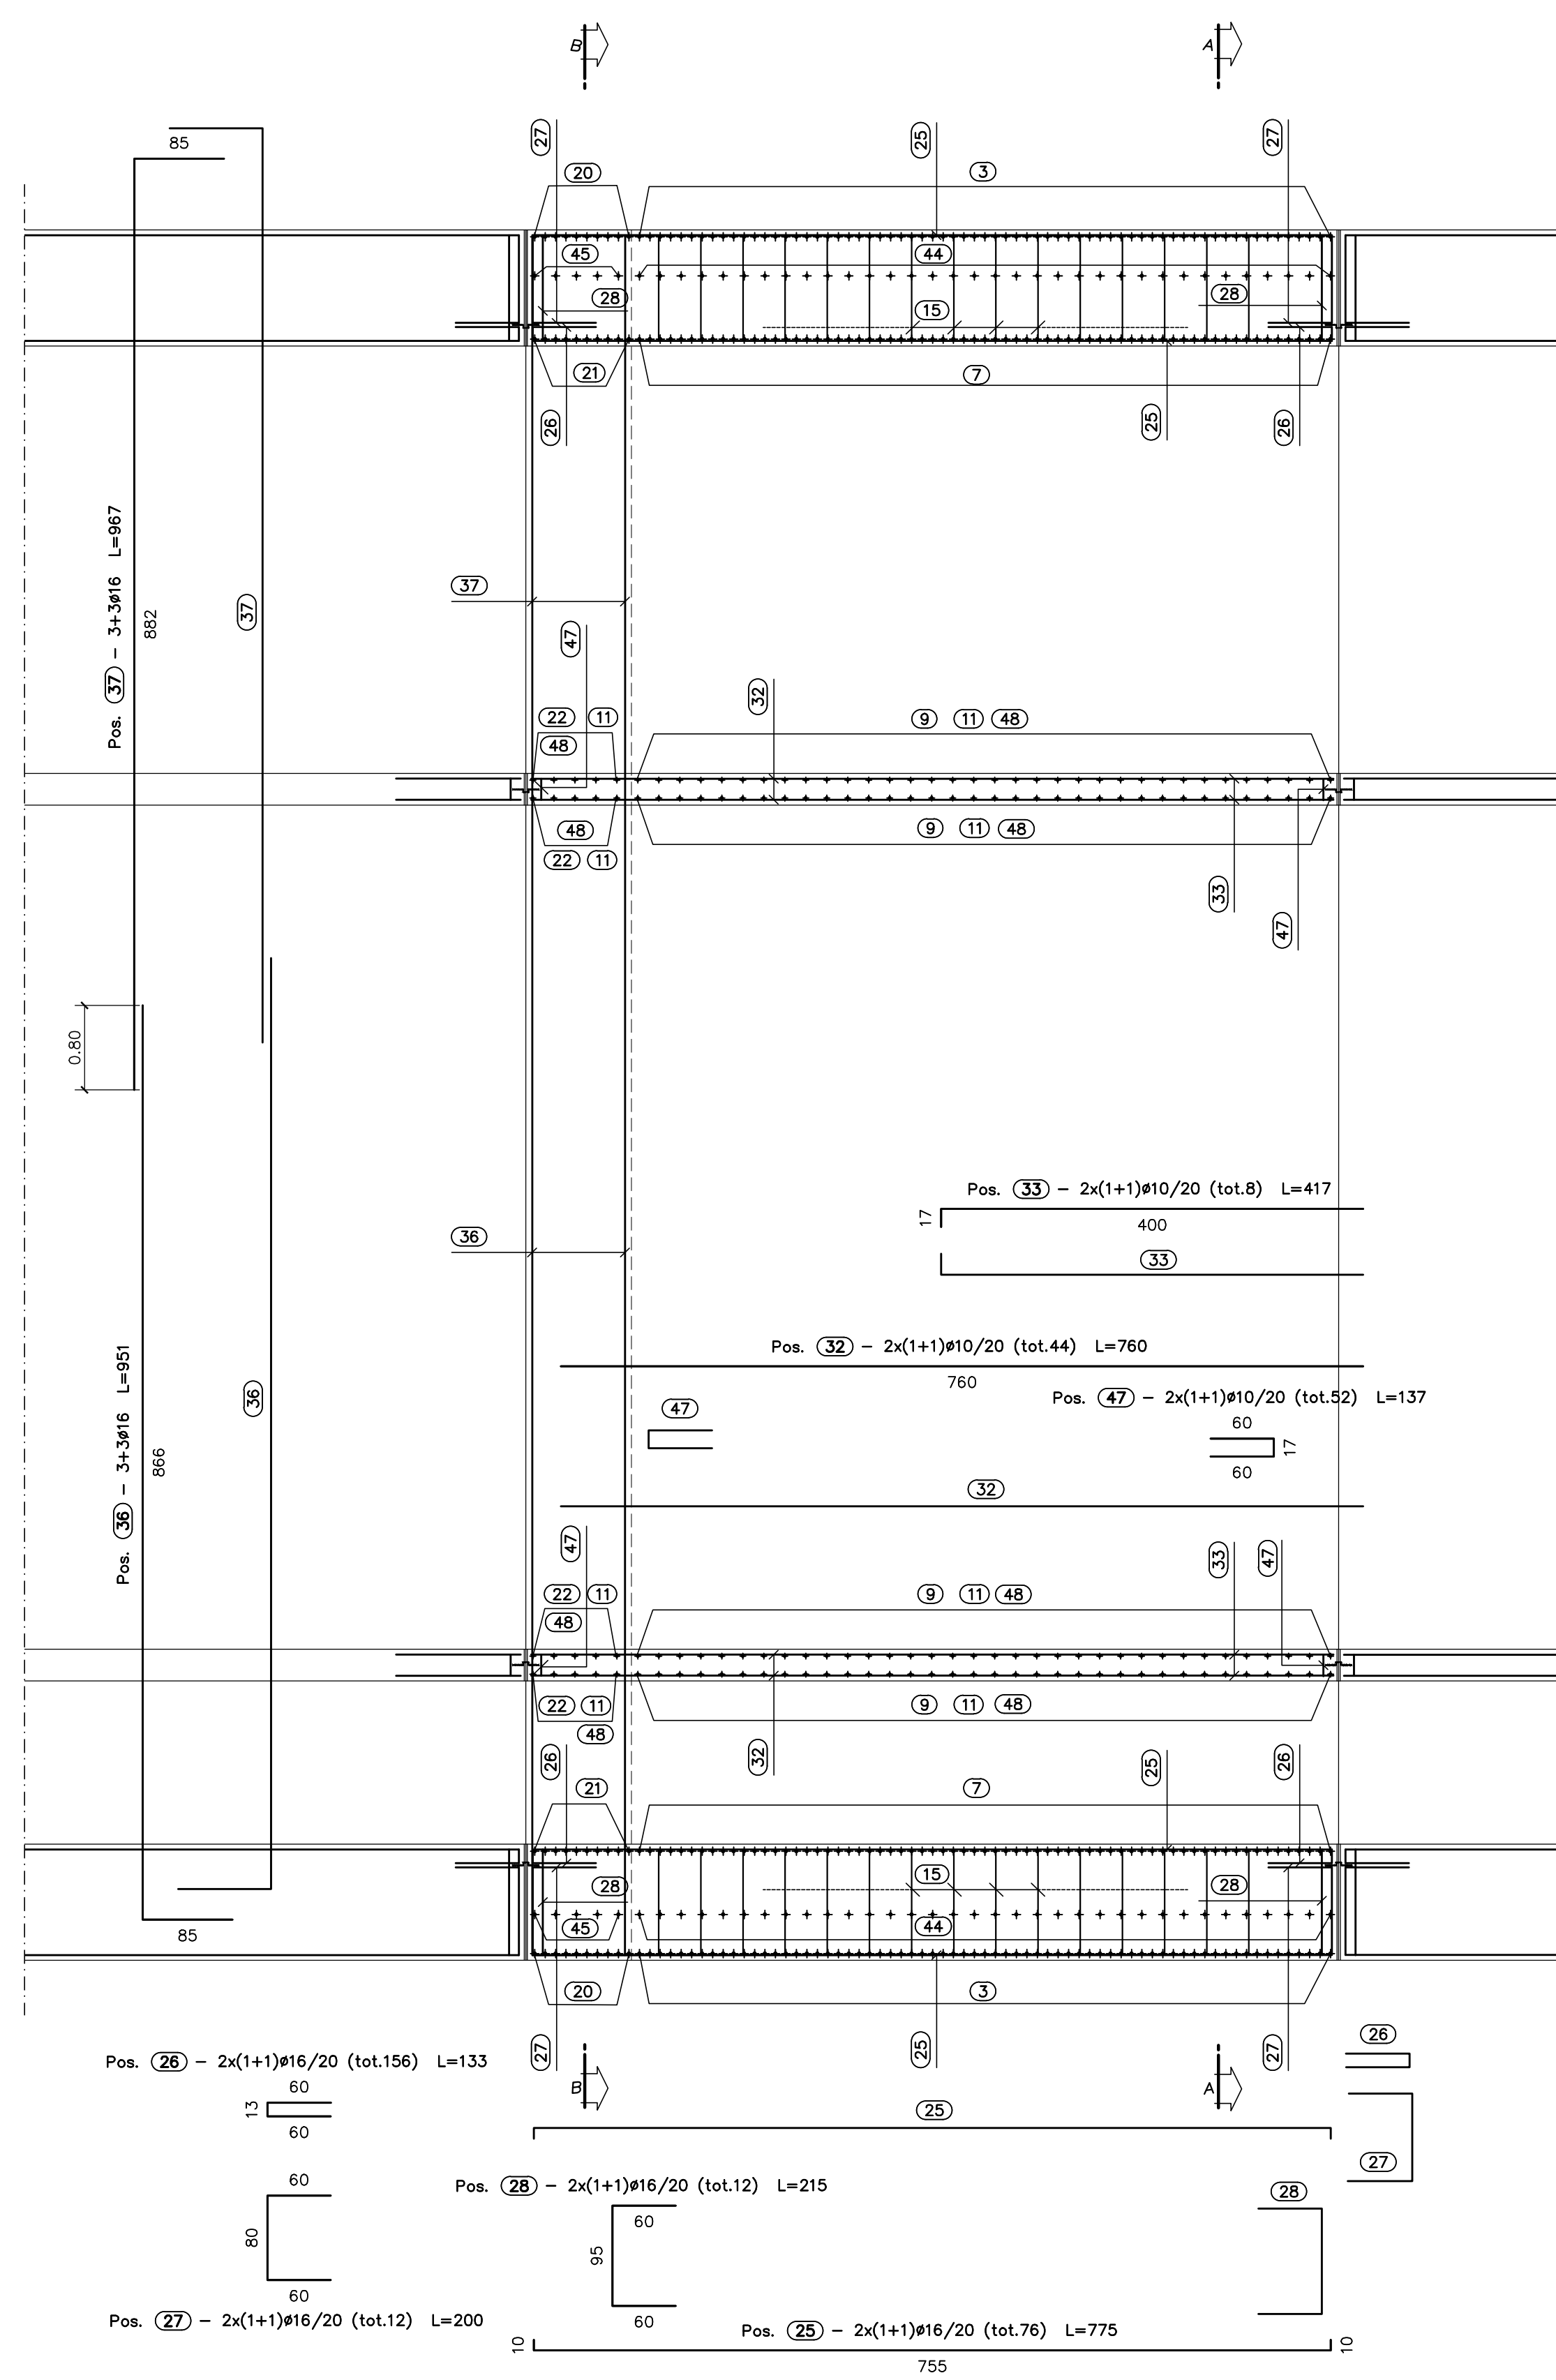 B A
27 25 27
85
20 3
45 44
28 28
15
21 7
26 25 26
Pos. 37 – 3+3ø16 L=967
882
37
37
47
32
22 11 9 11 48
48
48 9 11 48
22 11
33
47
0.80
Pos. 33 – 2x(1+1)ø10/20 (tot.8) L=417
17
400
36
33
Pos. 32 – 2x(1+1)ø10/20 (tot.44) L=760
760
Pos. 47 – 2x(1+1)ø10/20 (tot.52) L=137
47
60
17
60
Pos. 36 – 3+3ø16 L=951
866
36
32
47 33 47
22 11 9 11 48
48
22 11 9 11 48
48
26 32 25 26
21 7
15
28 28
45 44
85
20 3
27 25 27
26
Pos. 26 – 2x(1+1)ø16/20 (tot.156) L=133
60
13
60
B A
25
27
60
80
60
Pos. 28 – 2x(1+1)ø16/20 (tot.12) L=215
28
60
95
60
Pos. 27 – 2x(1+1)ø16/20 (tot.12) L=200
Pos. 25 – 2x(1+1)ø16/20 (tot.76) L=775
10 10
755